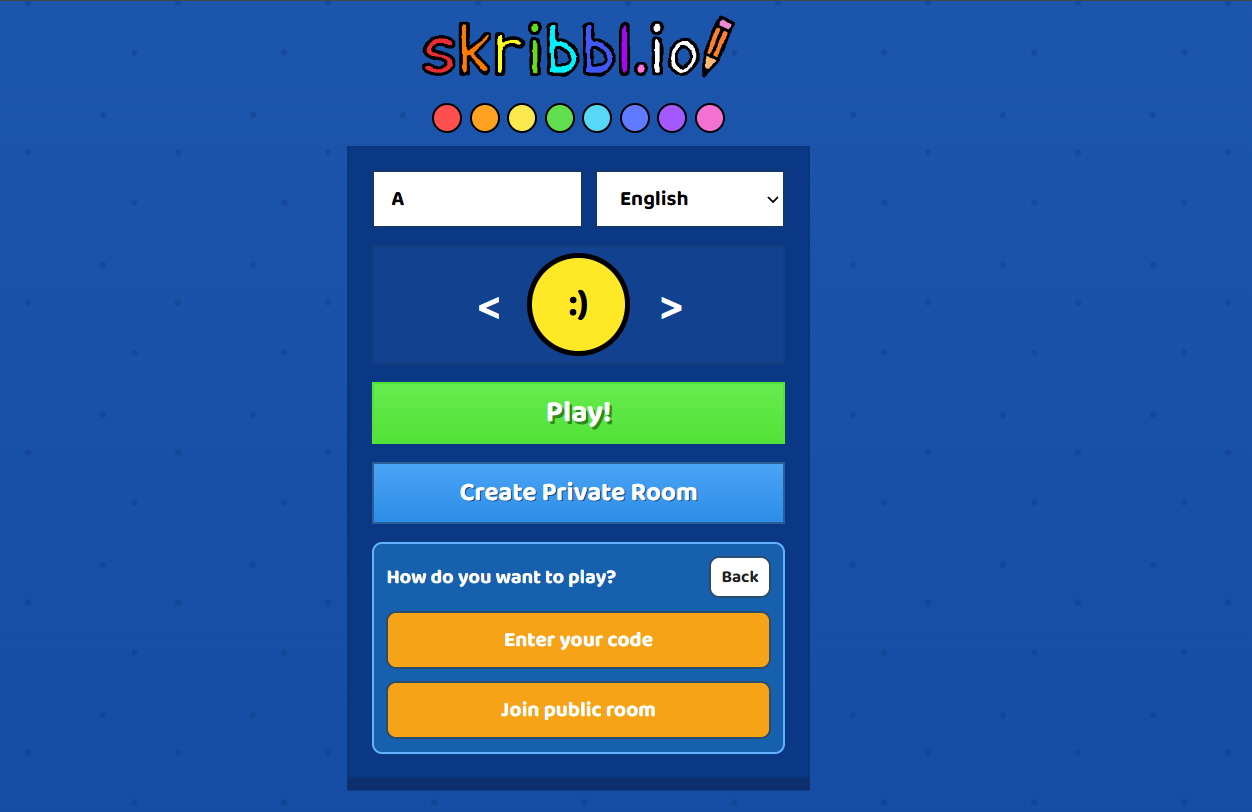 skribbl.io
A
English
< :) >
Play!
Create Private Room
How do you want to play?
Back
Enter your code
Join public room